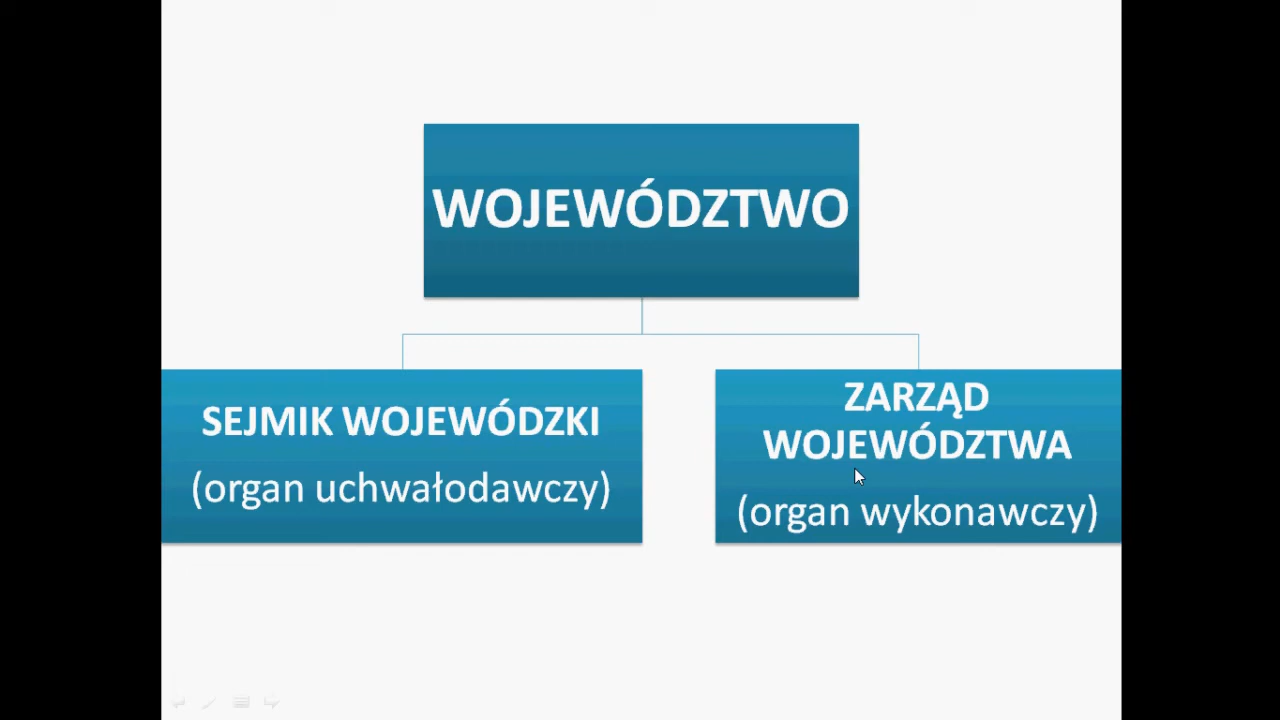 WOJEWÓDZTWO
SEJMIK WOJEWÓDZKI
(organ uchwałodawczy)
ZARZĄD
WOJEWÓDZTWA
(organ wykonawczy)